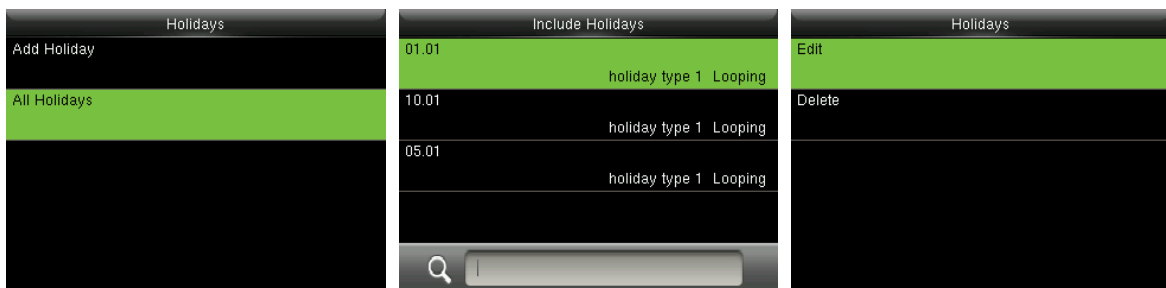 Holidays
Add Holiday
All Holidays
Include Holidays
01.01
holiday type 1 Looping
10.01
holiday type 1 Looping
05.01
holiday type 1 Looping
Holidays
Edit
Delete